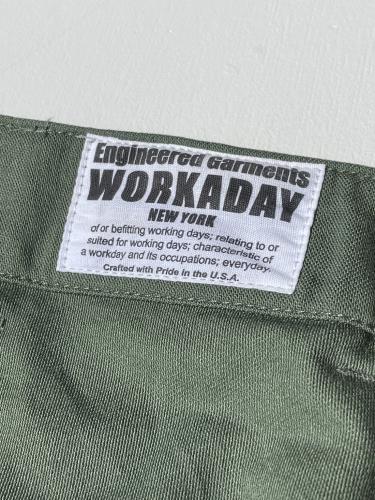 Engineered Garments
WORKADAY
NEW YORK
of or befitting working days; relating to or
suited for working days; characteristic of
a workday and its occupations; everyday.
Crafted with Pride in the U.S.A.